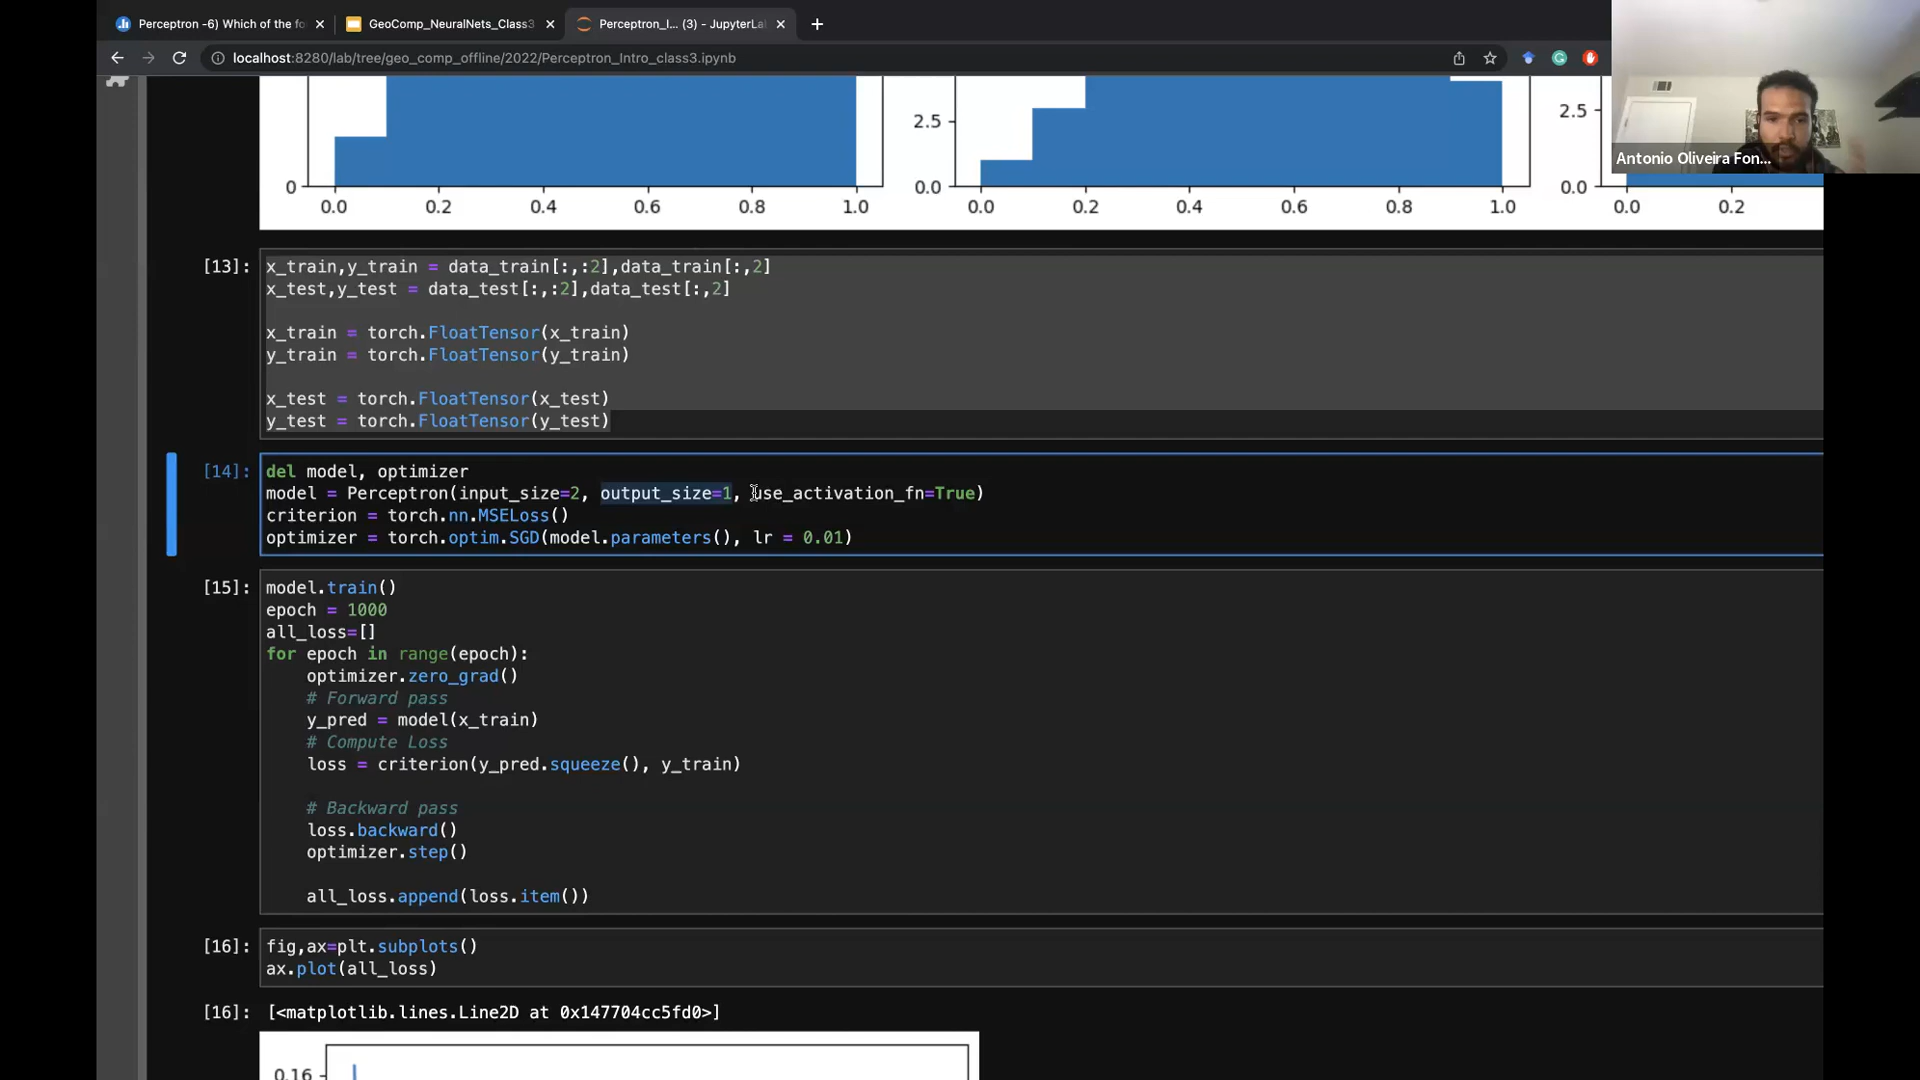 Perceptron -6) Which of the fo
GeoComp_NeuralNets_Class3
Perceptron_I... (3) - JupyterLa
localhost:8280/lab/tree/geo_comp_offline/2022/Perceptron_Intro_class3.ipynb
Antonio Oliveira Fon...
2.5
2.5
0
0.0
0.0
0.0 0.2 0.4 0.6 0.8 1.0
0.0 0.2 0.4 0.6 0.8 1.0
0.0 0.2
[13]:
x_train,y_train = data_train[:,:2],data_train[:,2]
x_test,y_test = data_test[:,:2],data_test[:,2]
x_train = torch.FloatTensor(x_train)
y_train = torch.FloatTensor(y_train)
x_test = torch.FloatTensor(x_test)
y_test = torch.FloatTensor(y_test)
[14]:
del model, optimizer
model = Perceptron(input_size=2, output_size=1, use_activation_fn=True)
criterion = torch.nn.MSELoss()
optimizer = torch.optim.SGD(model.parameters(), lr = 0.01)
[15]:
model.train()
epoch = 1000
all_loss=[]
for epoch in range(epoch):
optimizer.zero_grad()
# Forward pass
y_pred = model(x_train)
# Compute Loss
loss = criterion(y_pred.squeeze(), y_train)
# Backward pass
loss.backward()
optimizer.step()
all_loss.append(loss.item())
[16]:
fig,ax=plt.subplots()
ax.plot(all_loss)
[16]:
[<matplotlib.lines.Line2D at 0x147704cc5fd0>]
0.16